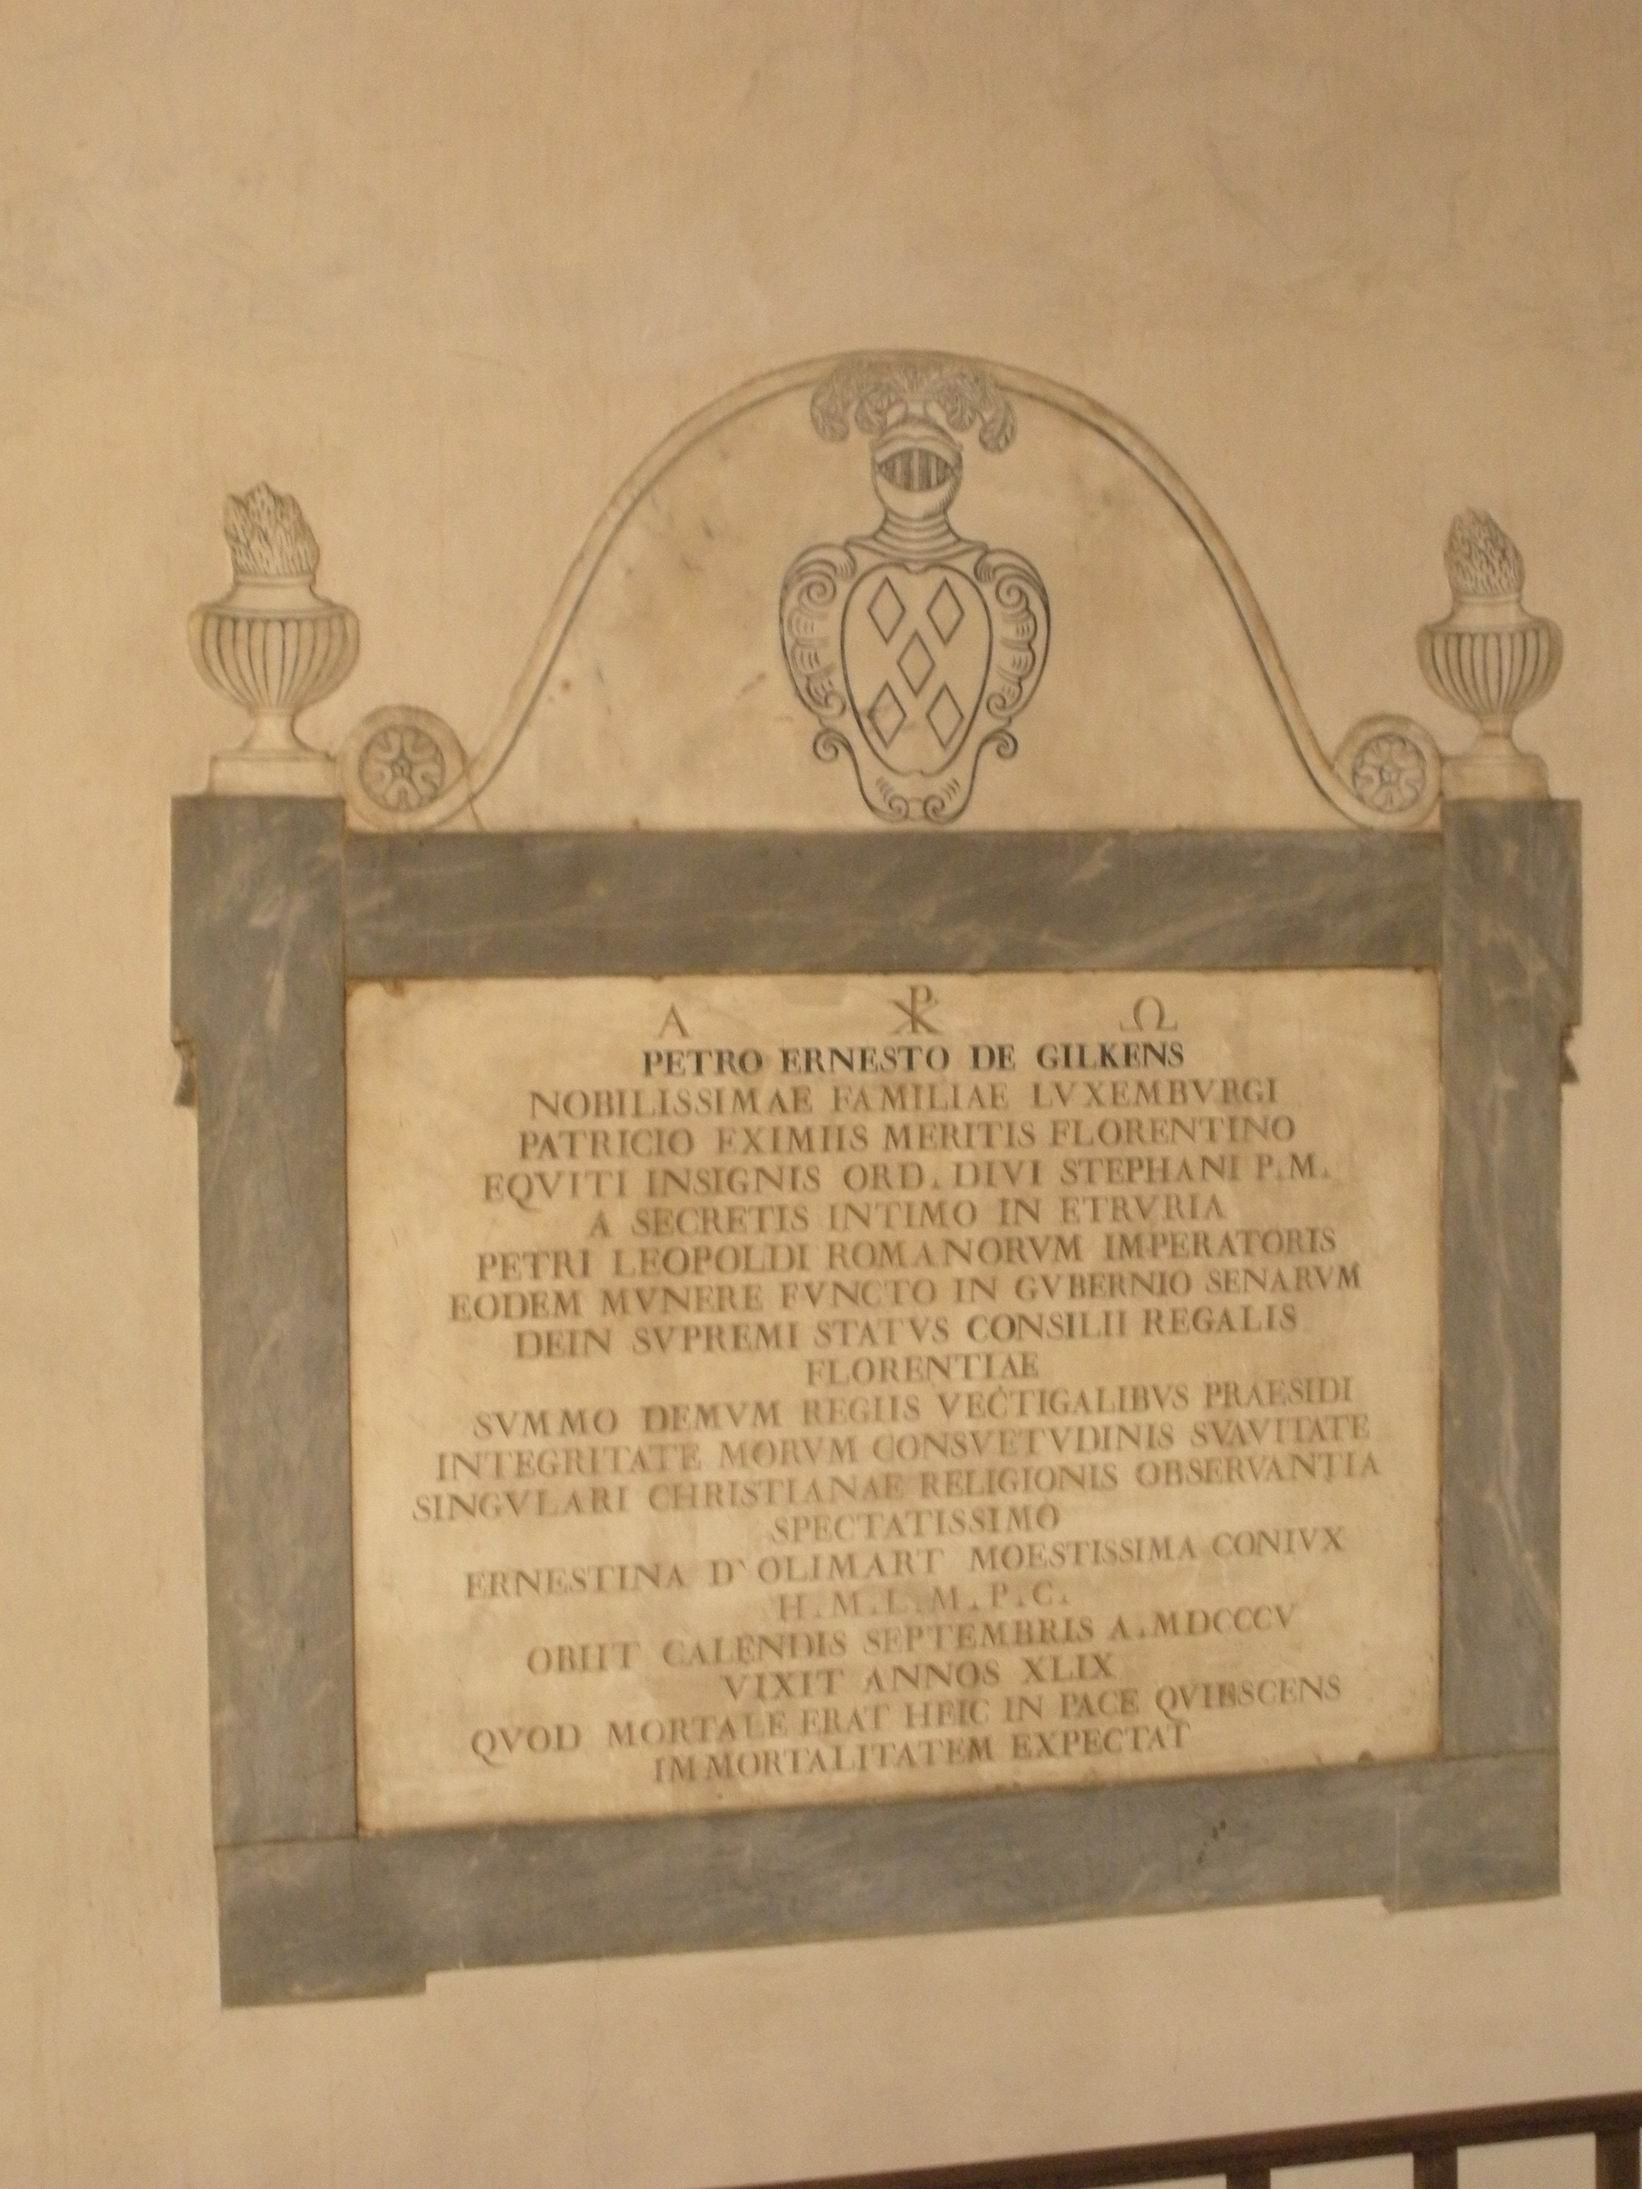 Α ☧ Ω
PETRO ERNESTO DE GILKENS
NOBILISSIMAE FAMILIAE LVXEMBVRGI
PATRICIO EXIMIIS MERITIS FLORENTINO
EQVITI INSIGNIS ORD. DIVI STEPHANI P.M.
A SECRETIS INTIMO IN ETRVRIA
PETRI LEOPOLDI ROMANORVM IMPERATORIS
EODEM MVNERE FVNCTO IN GVBERNIO SENARVM
DEIN SVPREMI STATVS CONSILII REGALIS
FLORENTIAE
SVMMO DEMVM REGIIS VECTIGALIBVS PRAESIDI
INTEGRITATE MORVM CONSVETVDINIS SVAVITATE
SINGVLARI CHRISTIANAE RELIGIONIS OBSERVANTIA
SPECTATISSIMO
ERNESTINA D'OLIMART MOESTISSIMA CONIVX
H.M.L.M.P.C.
OBIIT CALENDIS SEPTEMBRIS A.MDCCCV
VIXIT ANNOS XLIX
QVOD MORTALE ERAT HEIC IN PACE QVIESCENS
IMMORTALITATEM EXPECTAT